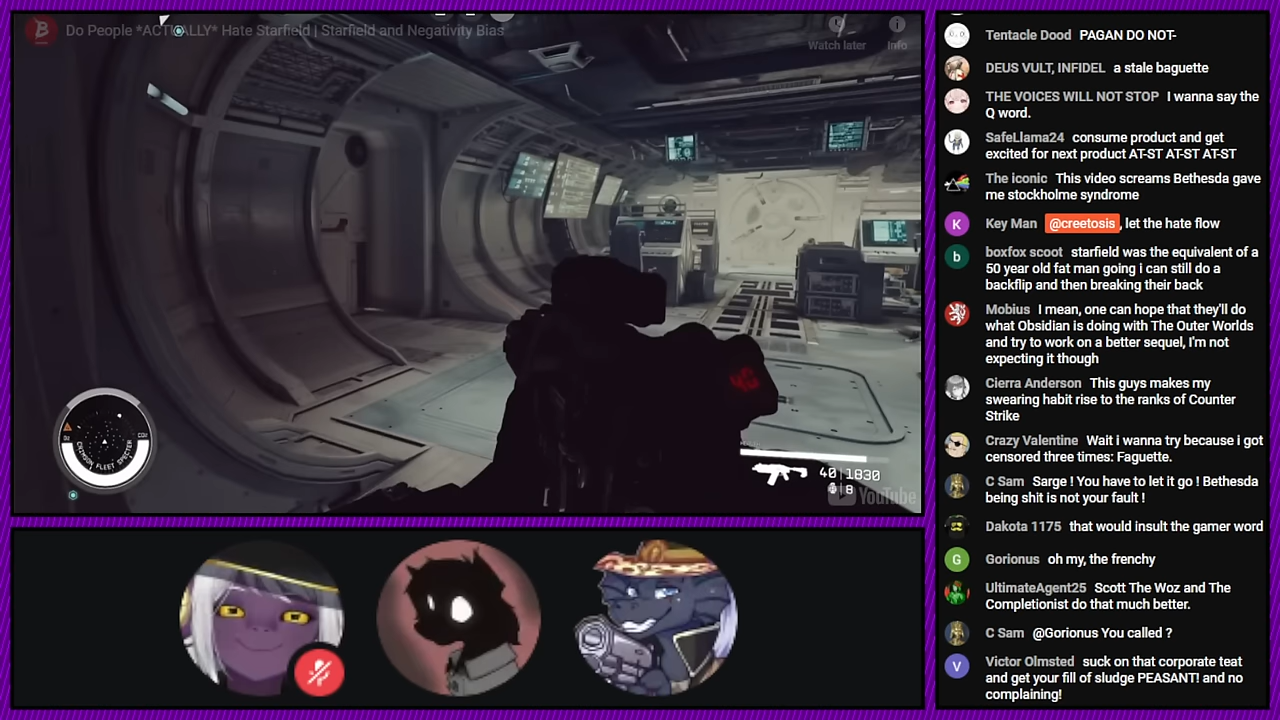 Do People *ACTUALLY* Hate Starfield | Starfield and Negativity Bias
Watch later
Info
CRIMSON FLEET SPECTER
40|1830
8
YouTube
Tentacle Dood PAGAN DO NOT-
DEUS VULT, INFIDEL a stale baguette
THE VOICES WILL NOT STOP I wanna say the
Q word.
SafeLlama24 consume product and get
excited for next product AT-ST AT-ST AT-ST
The iconic This video screams Bethesda gave
me stockholme syndrome
K Key Man @creetosis, let the hate flow
b boxfox scoot starfield was the equivalent of a
50 year old fat man going i can still do a
backflip and then breaking their back
Mobius I mean, one can hope that they'll do
what Obsidian is doing with The Outer Worlds
and try to work on a better sequel, I'm not
expecting it though
Cierra Anderson This guys makes my
swearing habit rise to the ranks of Counter
Strike
Crazy Valentine Wait i wanna try because i got
censored three times: Faguette.
C Sam Sarge ! You have to let it go ! Bethesda
being shit is not your fault !
Dakota 1175 that would insult the gamer word
G Gorionus oh my, the frenchy
UltimateAgent25 Scott The Woz and The
Completionist do that much better.
C Sam @Gorionus You called ?
V Victor Olmsted suck on that corporate teat
and get your fill of sludge PEASANT! and no
complaining!